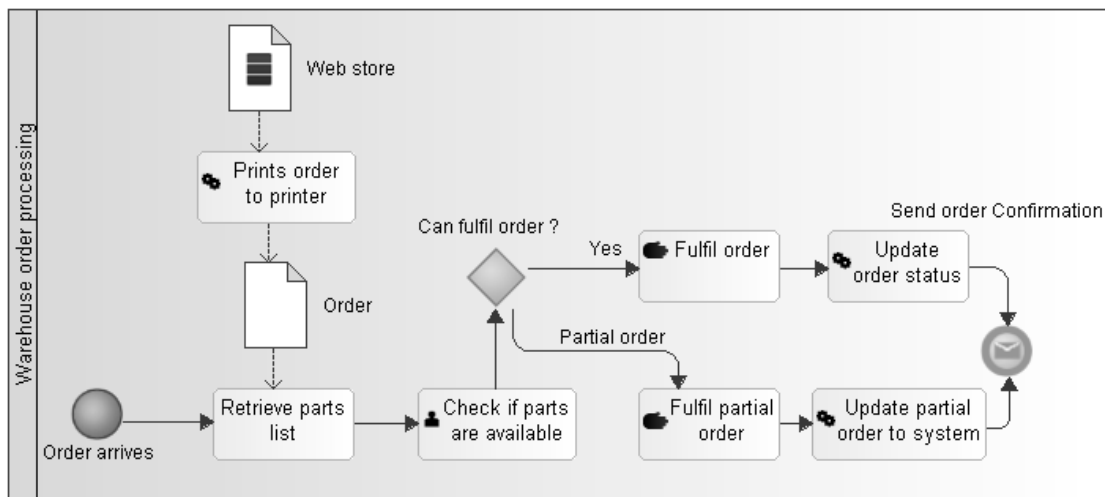 Warehouse order processing
Web store
Prints order
to printer
Order
Order arrives
Retrieve parts
list
Check if parts
are available
Can fulfil order ?
Yes
Fulfil order
Update
order status
Send order Confirmation
Partial order
Fulfil partial
order
Update partial
order to system